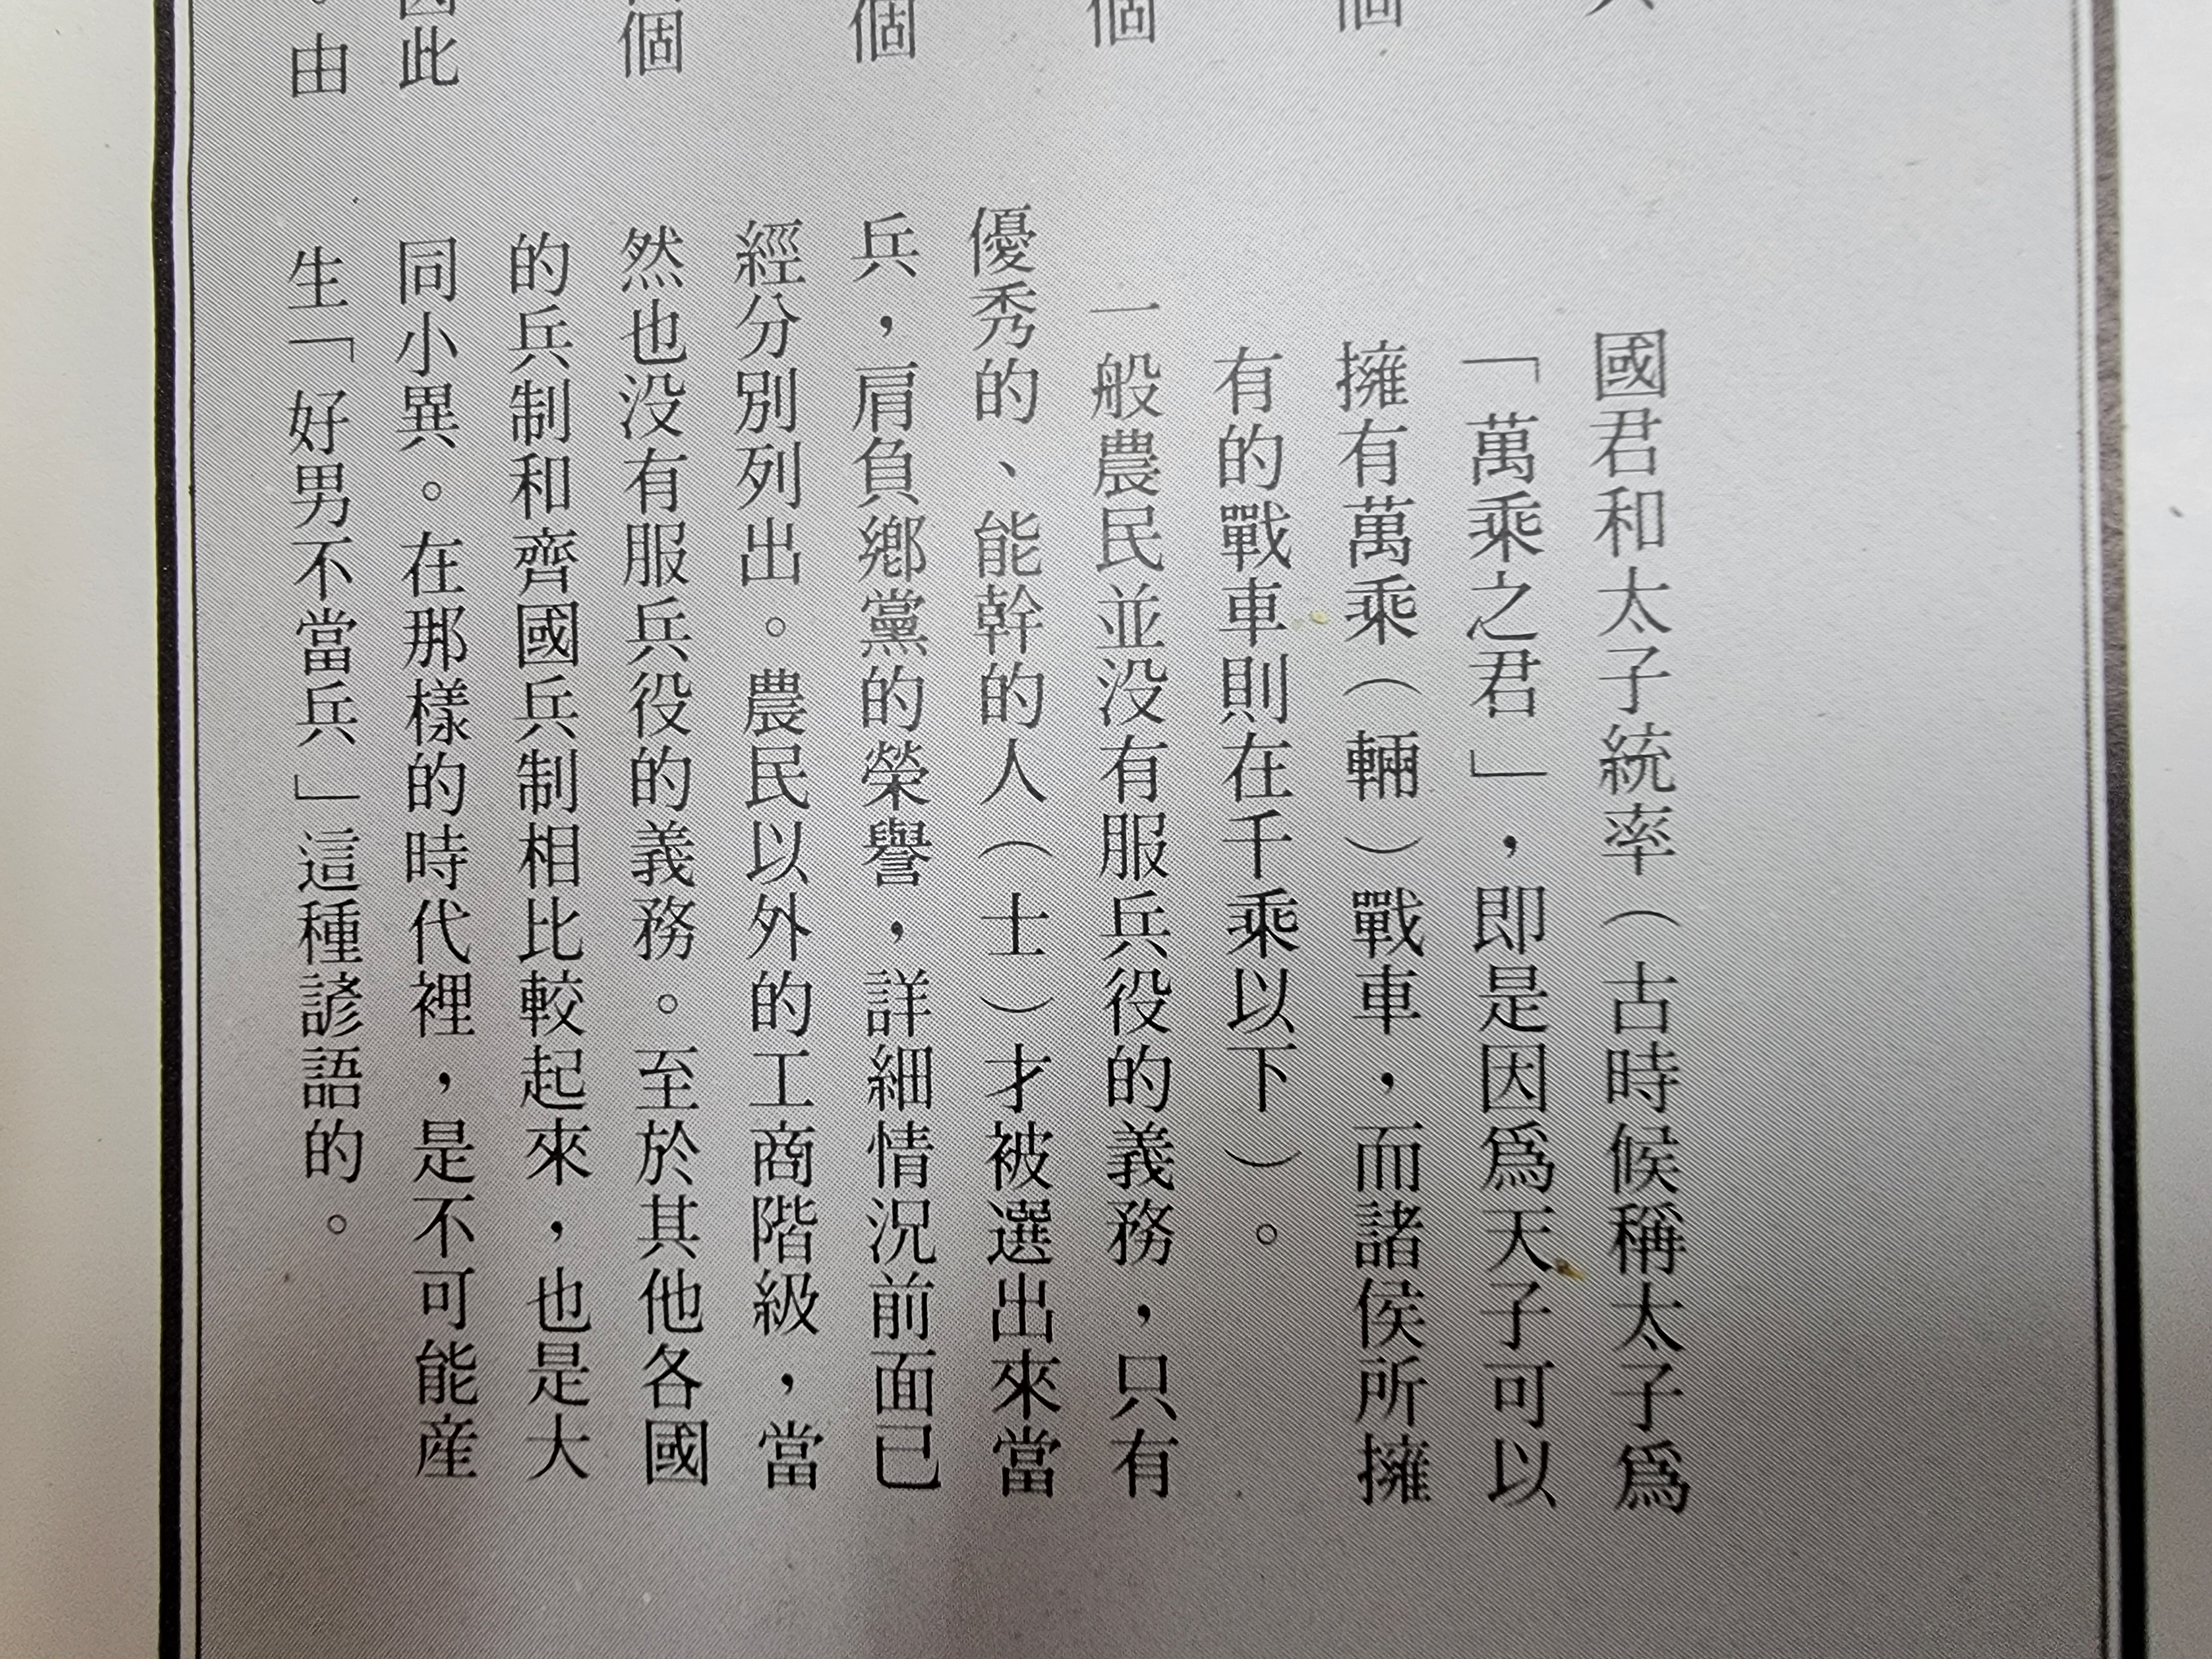 個
個
個
個
此
。由
國君和太子統率（古時候稱太子爲
「萬乘之君」，即是因爲天子可以
擁有萬乘（輛）戰車，而諸侯所擁
有的戰車則在千乘以下）。
一般農民並没有服兵役的義務，只有
優秀的、能幹的人（士）才被選出來當
兵，肩負鄉黨的榮譽，詳細情況前面已
經分別列出。農民以外的工商階級，當
然也没有服兵役的義務。至於其他各國
的兵制和齊國兵制相比較起來，也是大
同小異。在那樣的時代裡，是不可能産
生「好男不當兵」這種諺語的。